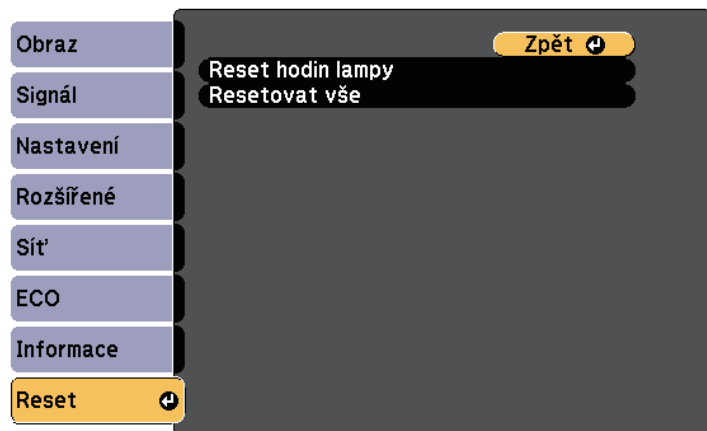 Obraz
Signál
Nastavení
Rozšířené
Síť
ECO
Informace
Reset
Zpět
Reset hodin lampy
Resetovat vše